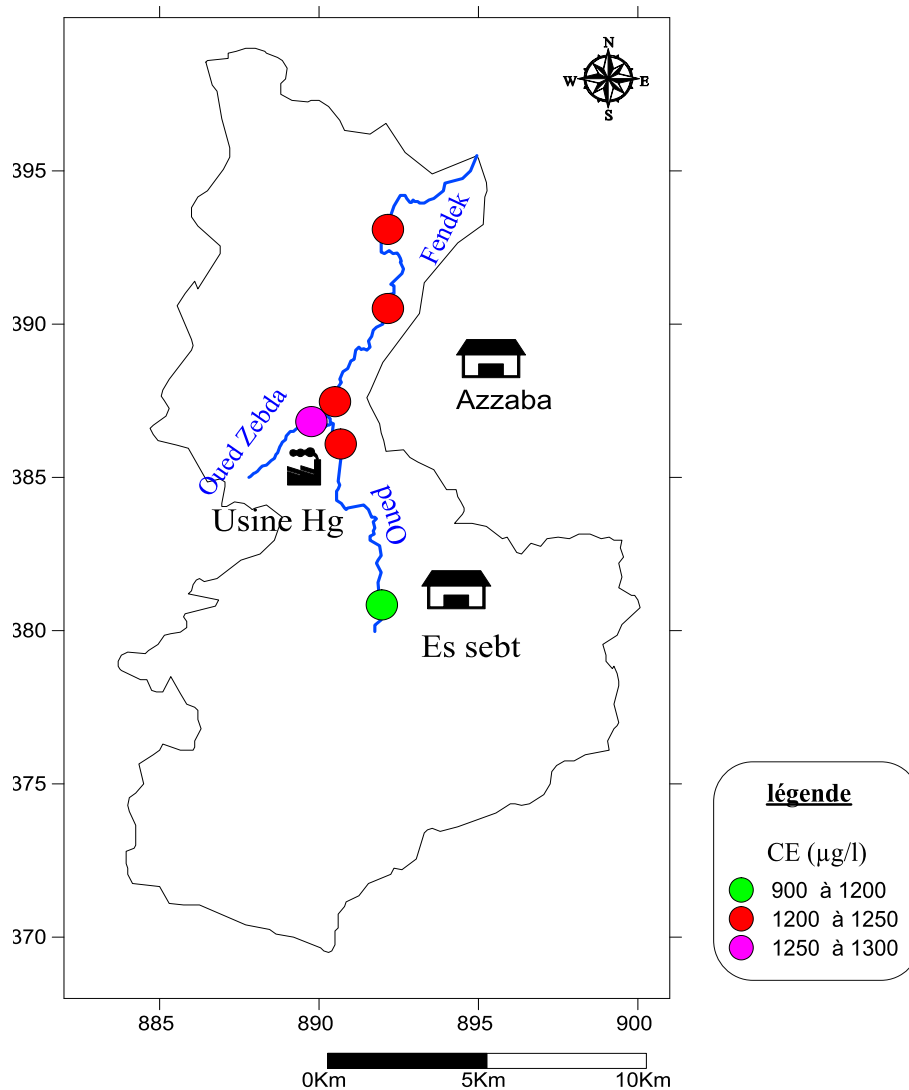 N
W E
S
395
Fendek
390
Azzaba
Oued Zebda
385
Usine Hg
Oued
380
Es sebt
375
370
légende
CE (µg/l)
900 à 1200
1200 à 1250
1250 à 1300
885 890 895 900
0Km 5Km 10Km